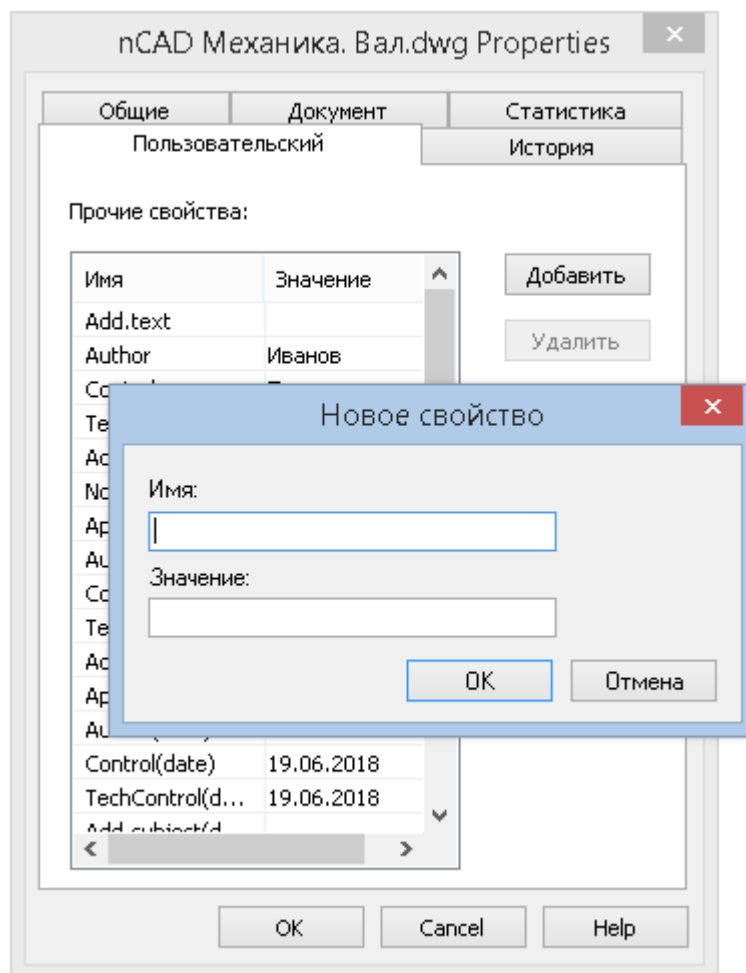 nCAD Механика. Вал.dwg Properties
Общие
Документ
Статистика
Пользовательский
История
Прочие свойства:
Имя
Значение
Добавить
Удалить
Add.text
Author
Иванов
Новое свойство
Имя:
Значение:
OK
Отмена
Control(date)
19.06.2018
TechControl(d...
19.06.2018
OK
Cancel
Help